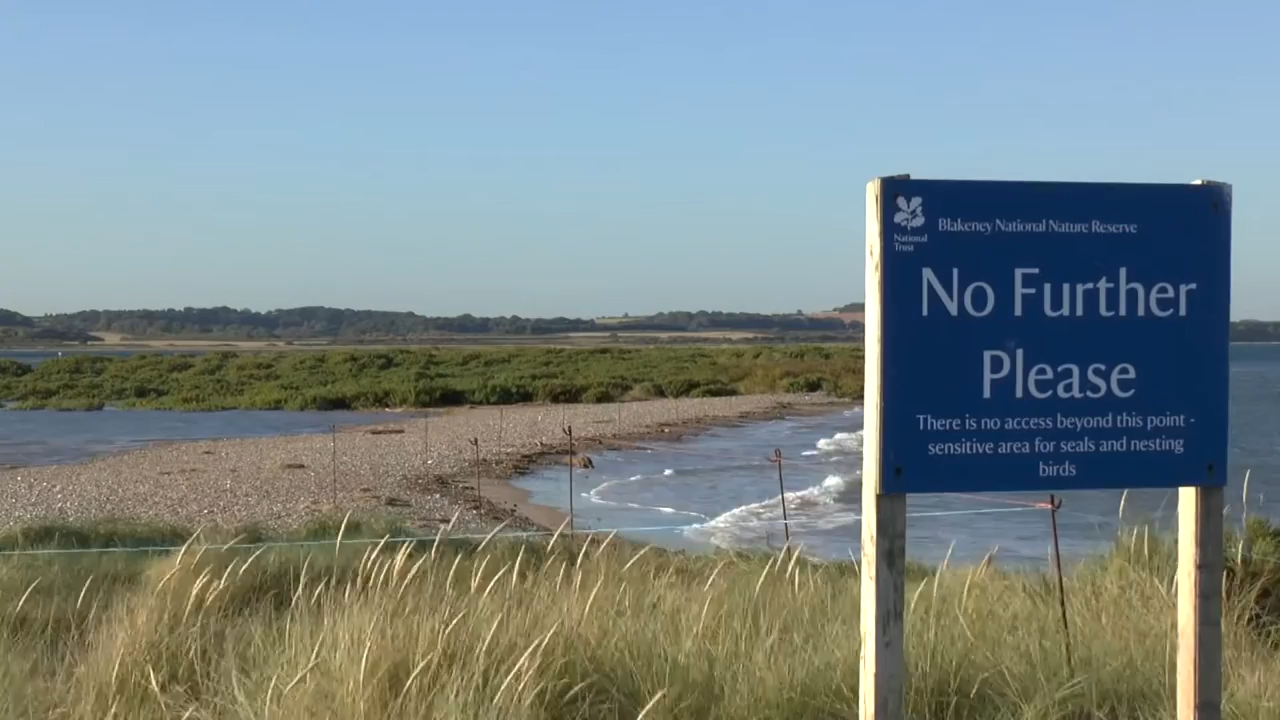 National
Trust
Blakeney National Nature Reserve
No Further
Please
There is no access beyond this point -
sensitive area for seals and nesting
birds